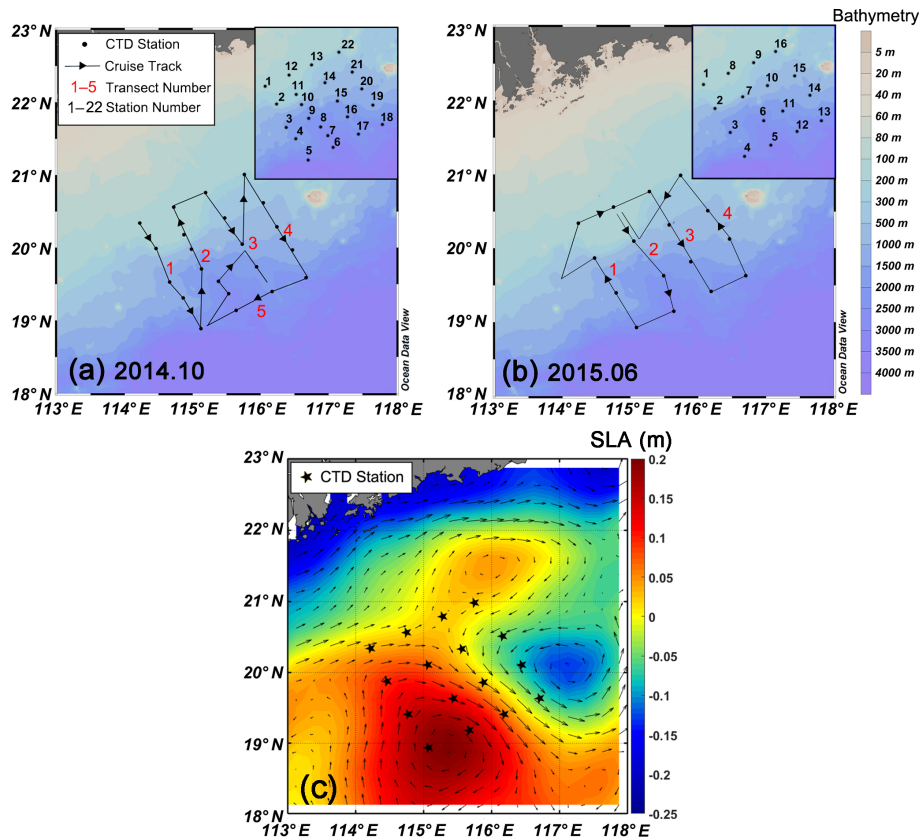 Bathymetry
23° N
22° N
21° N
20° N
19° N
18° N
CTD Station
Cruise Track
1–5 Transect Number
1–22 Station Number
22
13
21
12
14
20
1
11
15
2
10
19
9
16
3
8
18
4
7
17
6
5
1
2
3
4
5
(a) 2014.10
Ocean Data View
113° E
114° E
115° E
116° E
117° E
118° E
23° N
22° N
21° N
20° N
19° N
18° N
16
9
8
15
1
10
7
14
2
11
6
13
3
12
5
4
1
2
3
4
(b) 2015.06
Ocean Data View
113° E
114° E
115° E
116° E
117° E
118° E
5 m
20 m
40 m
80 m
100 m
200 m
300 m
500 m
1000 m
1500 m
2000 m
3000 m
3500 m
4000 m
SLA (m)
23° N
22° N
21° N
20° N
19° N
18° N
CTD Station
(c)
113° E
114° E
115° E
116° E
117° E
118° E
0.2
0.15
0.1
0.05
0
-0.05
-0.1
-0.15
-0.2
-0.25